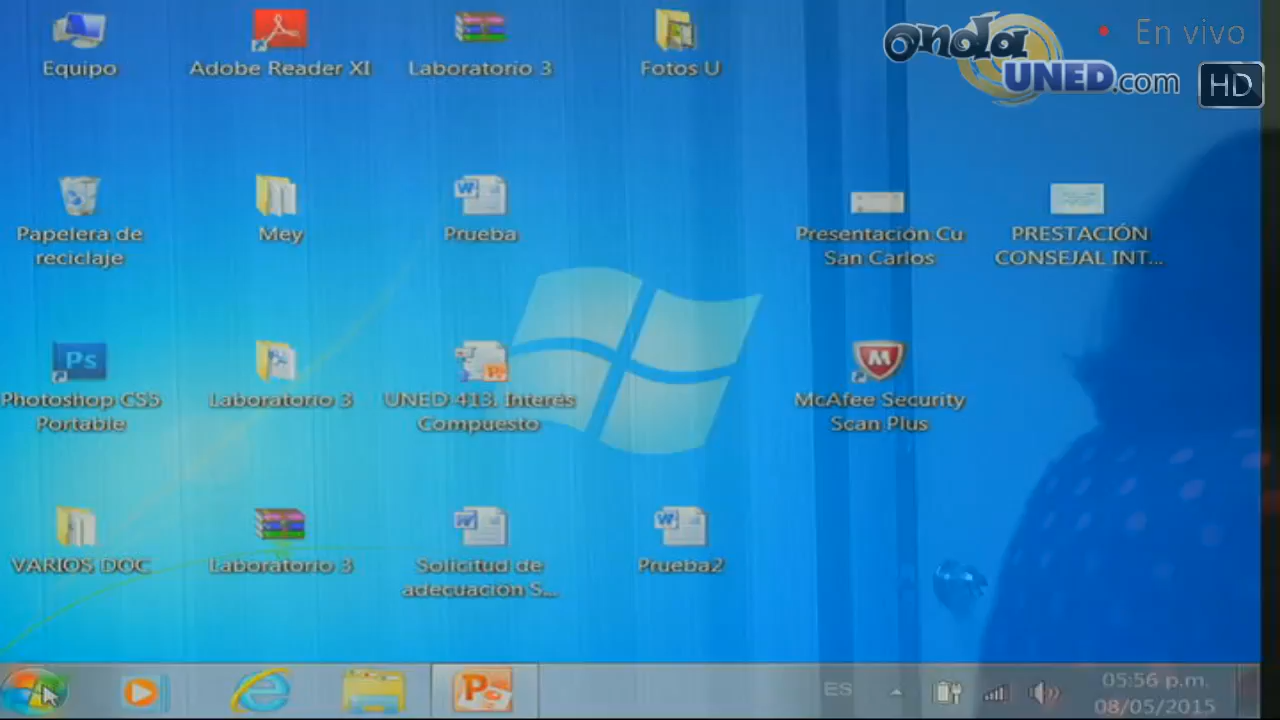 En vivo
onda
UNED.com
HD
Equipo
Adobe Reader XI
Laboratorio 3
Fotos U
Papelera de
reciclaje
Mey
Prueba
Presentación Cu
San Carlos
PRESTACIÓN
CONSEJAL INT...
Ps
Photoshop CS5
Portable
Laboratorio 3
UNED-413. Interés
Compuesto
McAfee Security
Scan Plus
VARIOS DOC
Laboratorio 3
Solicitud de
adecuación S...
Prueba2
ES
05:56 p.m.
08/05/2015